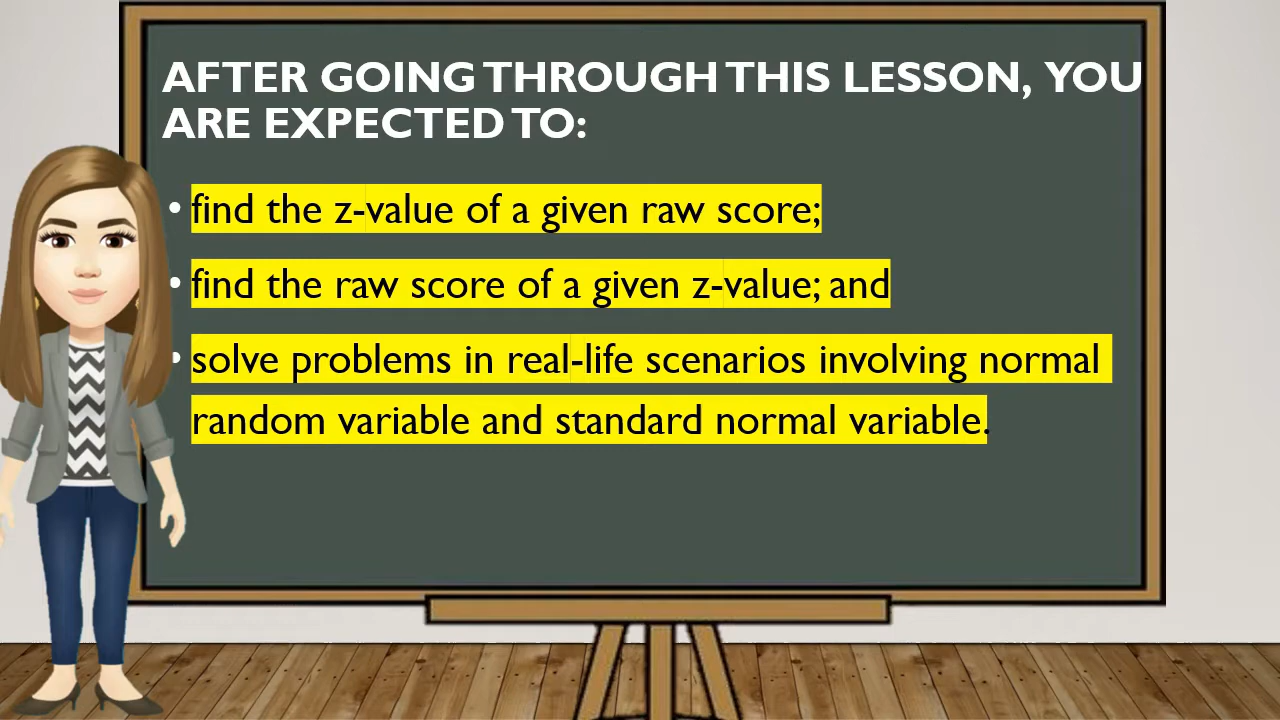 AFTER GOING THROUGH THIS LESSON, YOU
ARE EXPECTED TO:
• find the z-value of a given raw score;
• find the raw score of a given z-value; and
• solve problems in real-life scenarios involving normal
random variable and standard normal variable.